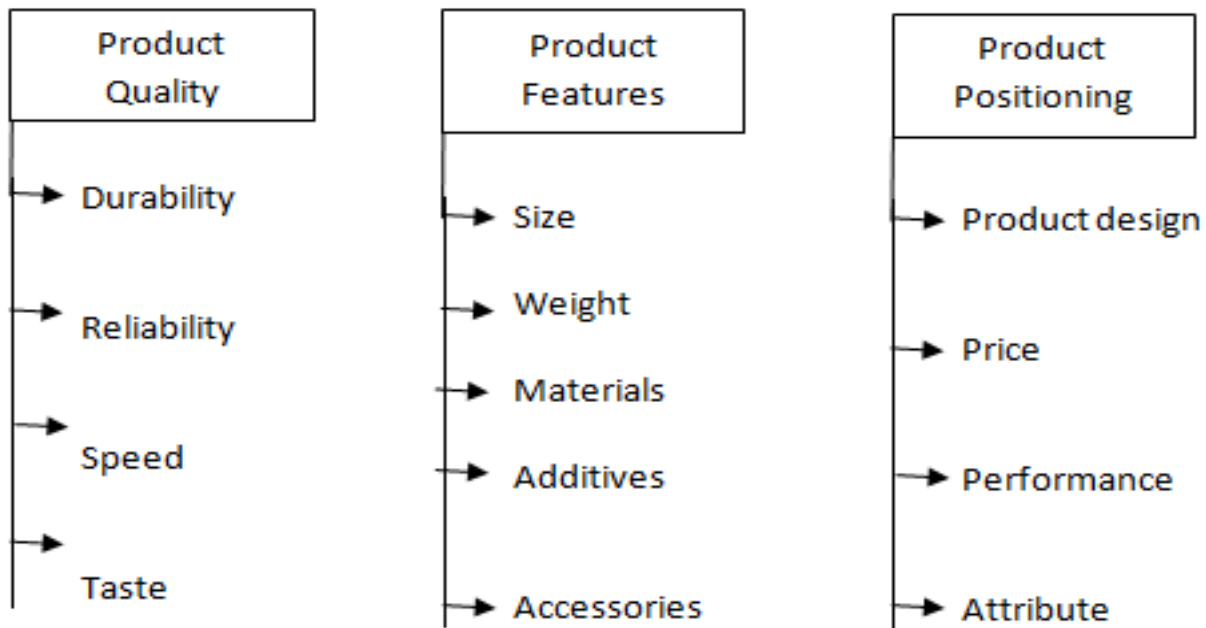 Product
Quality
Durability
Reliability
Speed
Taste
Product
Features
Size
Weight
Materials
Additives
Accessories
Product
Positioning
Product design
Price
Performance
Attribute